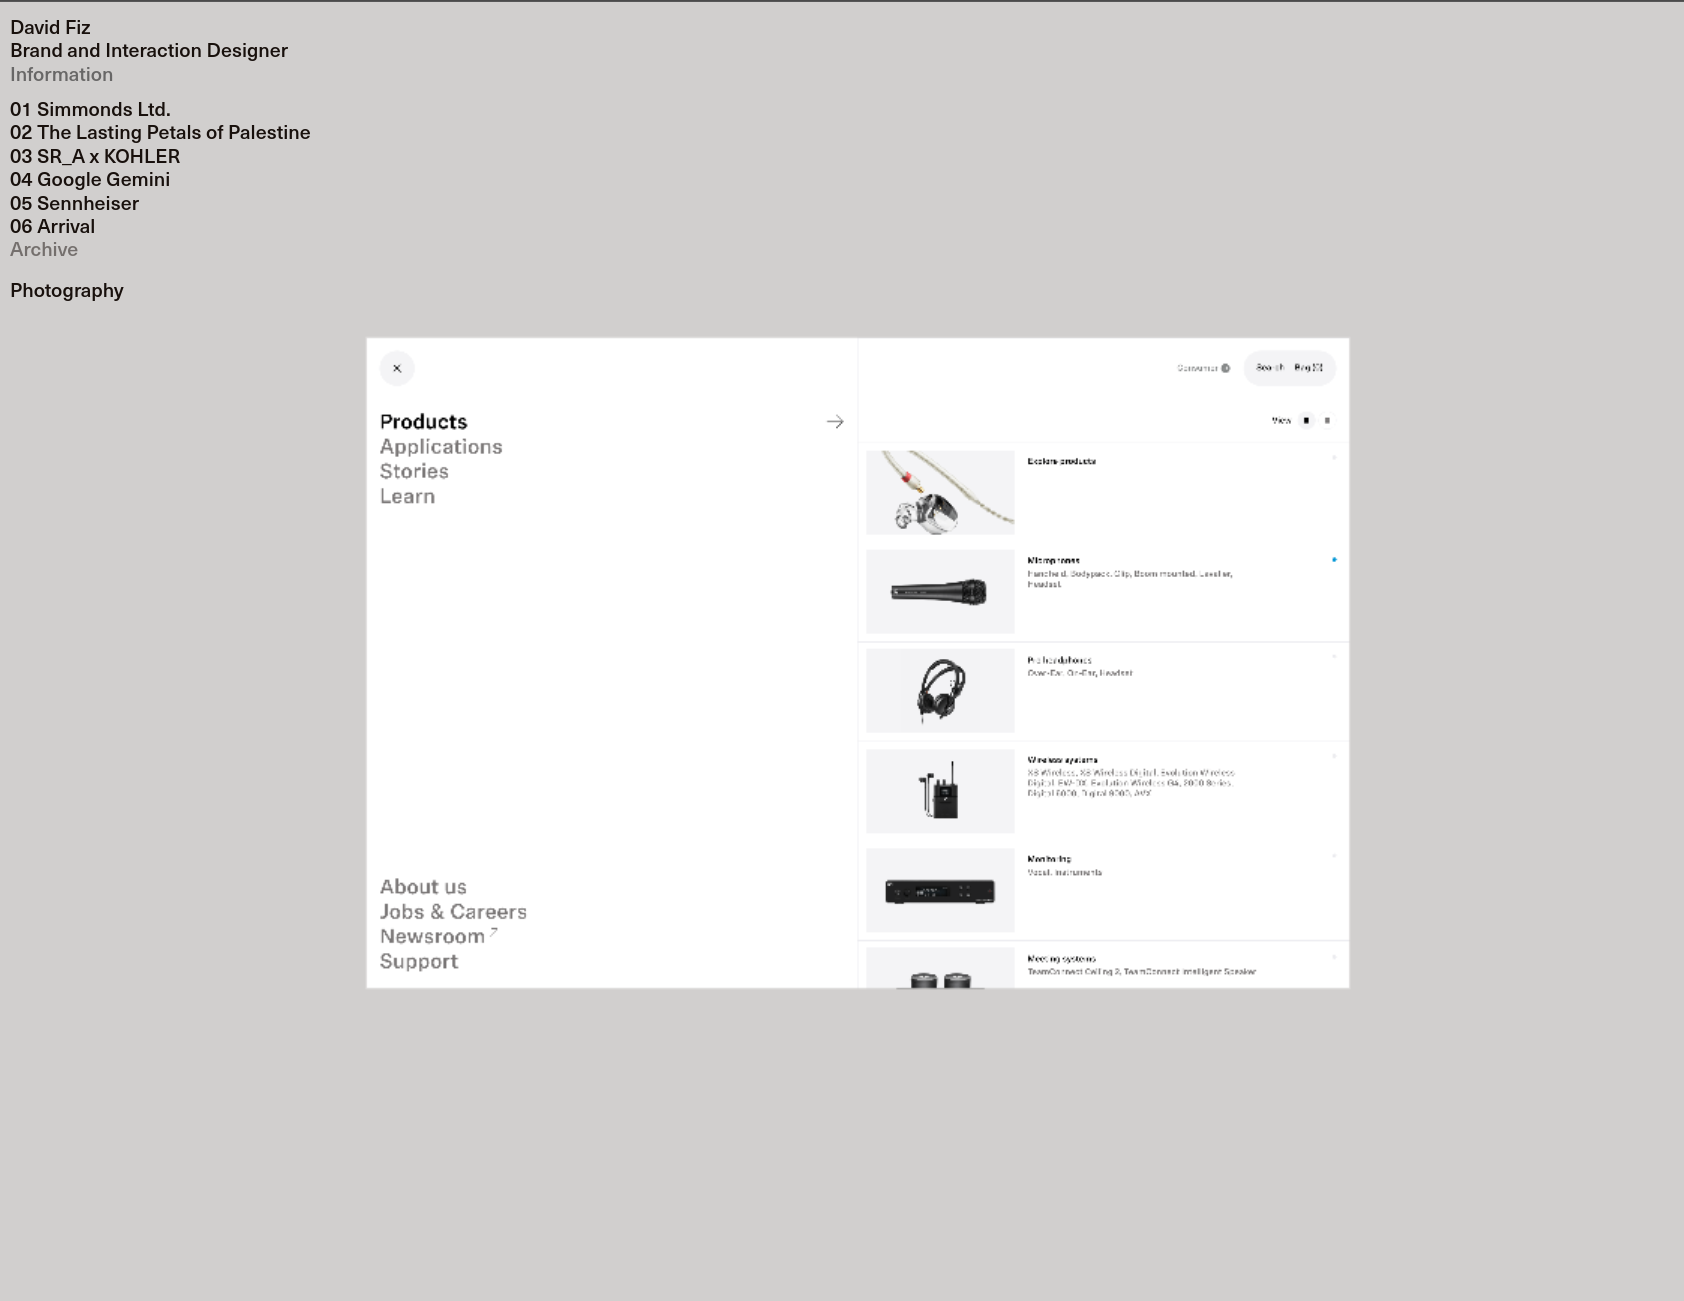 David Fiz
Brand and Interaction Designer
Information
01 Simmonds Ltd.
02 The Lasting Petals of Palestine
03 SR_A x KOHLER
04 Google Gemini
05 Sennheiser
06 Arrival
Archive
Photography
Consumer
Search Bag
Products
Applications
Stories
Learn
View
Explore products
Microphones
Handheld, Bodypack, Clip, Boom mounted, Lavalier,
Headset
Pro headphones
Over-Ear, On-Ear, Headset
Wireless systems
XS Wireless, XS Wireless Digital, Evolution Wireless
Digital, EW-DX, Evolution Wireless G4, 2000 Series,
Digital 6000, Digital 9000, AVX
Monitoring
Vocal, Instruments
Meeting systems
TeamConnect Ceiling 2, TeamConnect Intelligent Speaker
About us
Jobs & Careers
Newsroom
Support